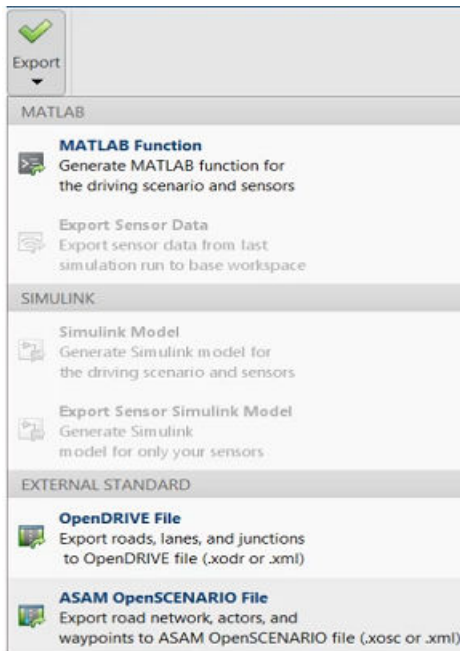 Export
MATLAB
MATLAB Function
Generate MATLAB function for
the driving scenario and sensors
Export Sensor Data
Export sensor data from last
simulation run to base workspace
SIMULINK
Simulink Model
Generate Simulink model for
the driving scenario and sensors
Export Sensor Simulink Model
Generate Simulink
model for only your sensors
EXTERNAL STANDARD
OpenDRIVE File
Export roads, lanes, and junctions
to OpenDRIVE file (.xodr or .xml)
ASAM OpenSCENARIO File
Export road network, actors, and
waypoints to ASAM OpenSCENARIO file (.xosc or .xml)